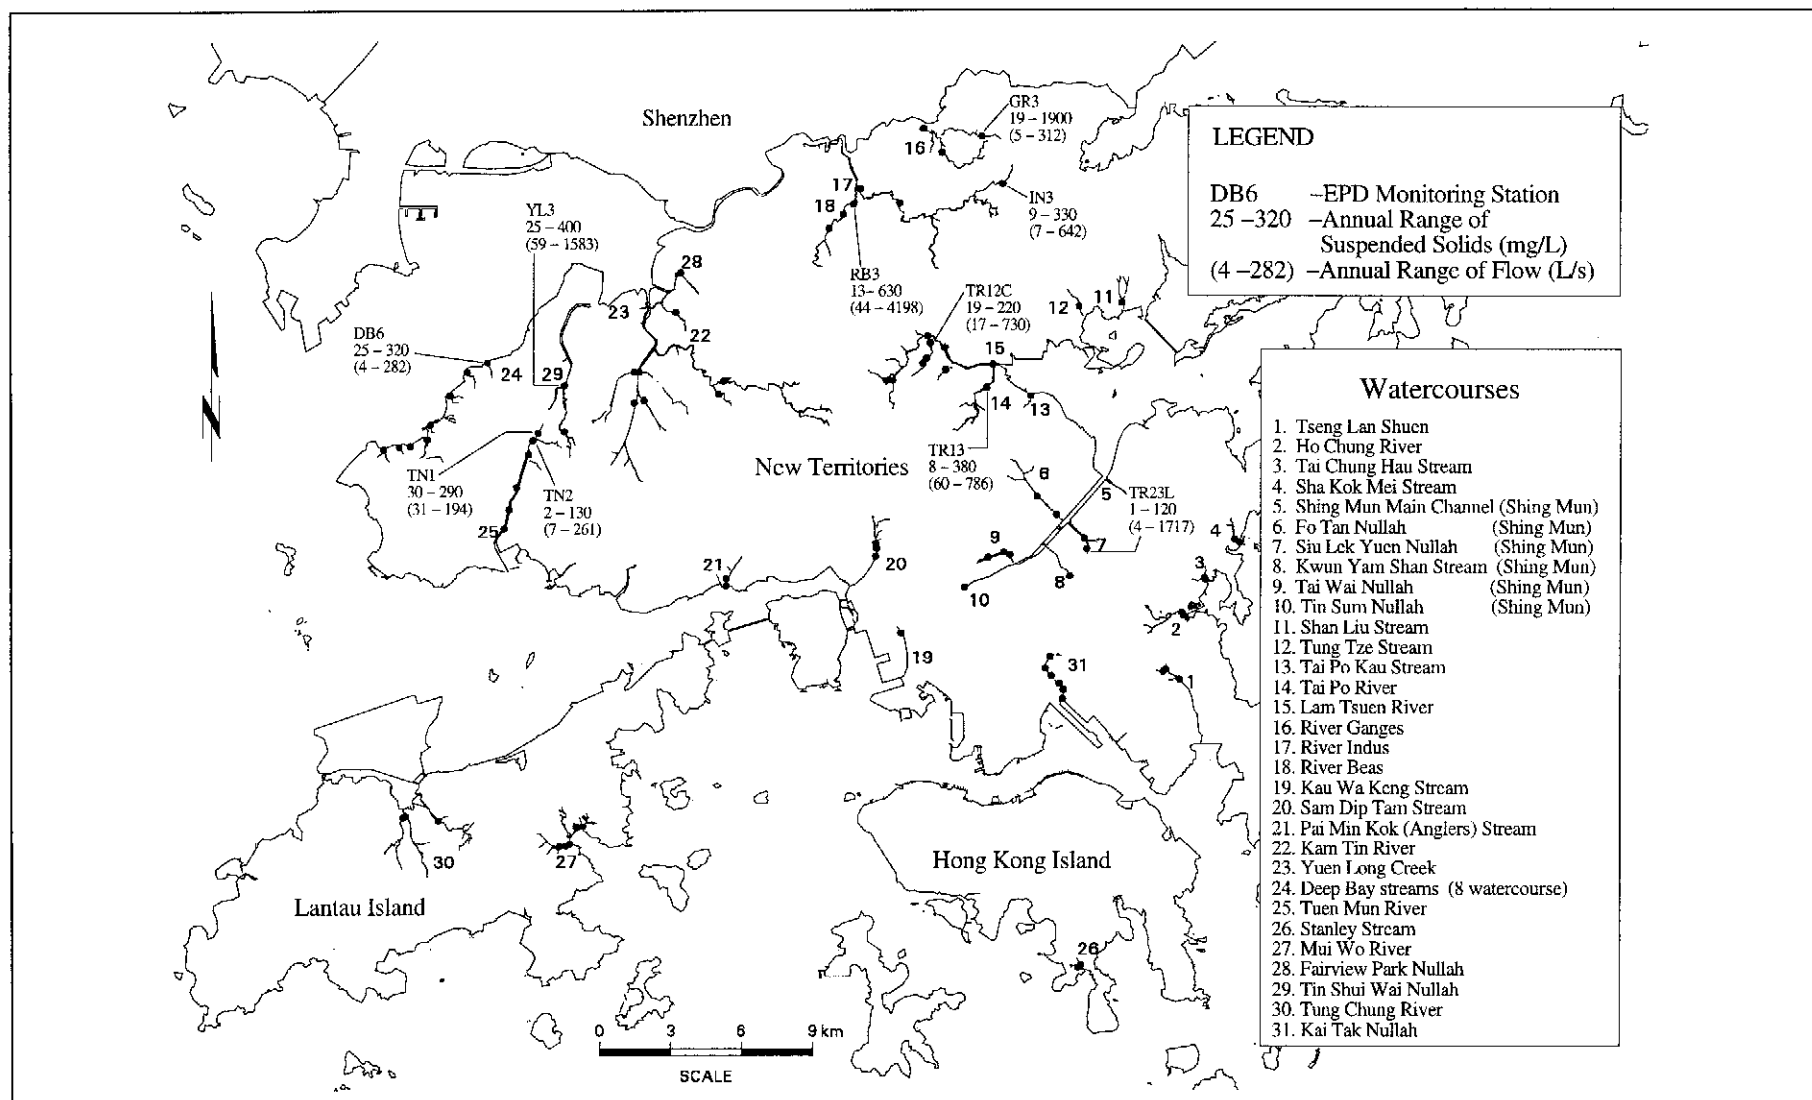 Shenzhen
GR3
19 – 1900
(5 – 312)
16
17
18
IN3
9 – 330
(7 – 642)
YL3
25 – 400
(59 – 1583)
28
RB3
13 – 630
(44 – 4198)
TR12C
19 – 220
(17 – 730)
12
11
23
22
DB6
25 – 320
(4 – 282)
24
29
15
14
13
TN1
30 – 290
(31 – 194)
TN2
2 – 130
(7 – 261)
New Territories
TR13
8 – 380
(60 – 786)
6
5
TR23L
1 – 120
(4 – 1717)
25
21
20
9
7
8
10
4
3
2
19
31
1
N
30
27
Lantau Island
Hong Kong Island
26
0 3 6 9 km
SCALE
LEGEND
DB6 –EPD Monitoring Station
25 –320 –Annual Range of
Suspended Solids (mg/L)
(4 –282) –Annual Range of Flow (L/s)
Watercourses
1. Tseng Lan Shuen
2. Ho Chung River
3. Tai Chung Hau Stream
4. Sha Kok Mei Stream
5. Shing Mun Main Channel (Shing Mun)
6. Fo Tan Nullah (Shing Mun)
7. Siu Lek Yuen Nullah (Shing Mun)
8. Kwun Yam Shan Stream (Shing Mun)
9. Tai Wai Nullah (Shing Mun)
10. Tin Sum Nullah (Shing Mun)
11. Shan Liu Stream
12. Tung Tze Stream
13. Tai Po Kau Stream
14. Tai Po River
15. Lam Tsuen River
16. River Ganges
17. River Indus
18. River Beas
19. Kau Wa Keng Stream
20. Sam Dip Tam Stream
21. Pai Min Kok (Anglers) Stream
22. Kam Tin River
23. Yuen Long Creek
24. Deep Bay streams (8 watercourse)
25. Tuen Mun River
26. Stanley Stream
27. Mui Wo River
28. Fairview Park Nullah
29. Tin Shui Wai Nullah
30. Tung Chung River
31. Kai Tak Nullah